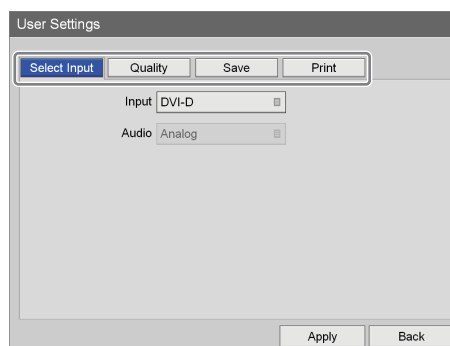 User Settings
Select Input Quality Save Print
Input DVI-D
Audio Analog
Apply Back